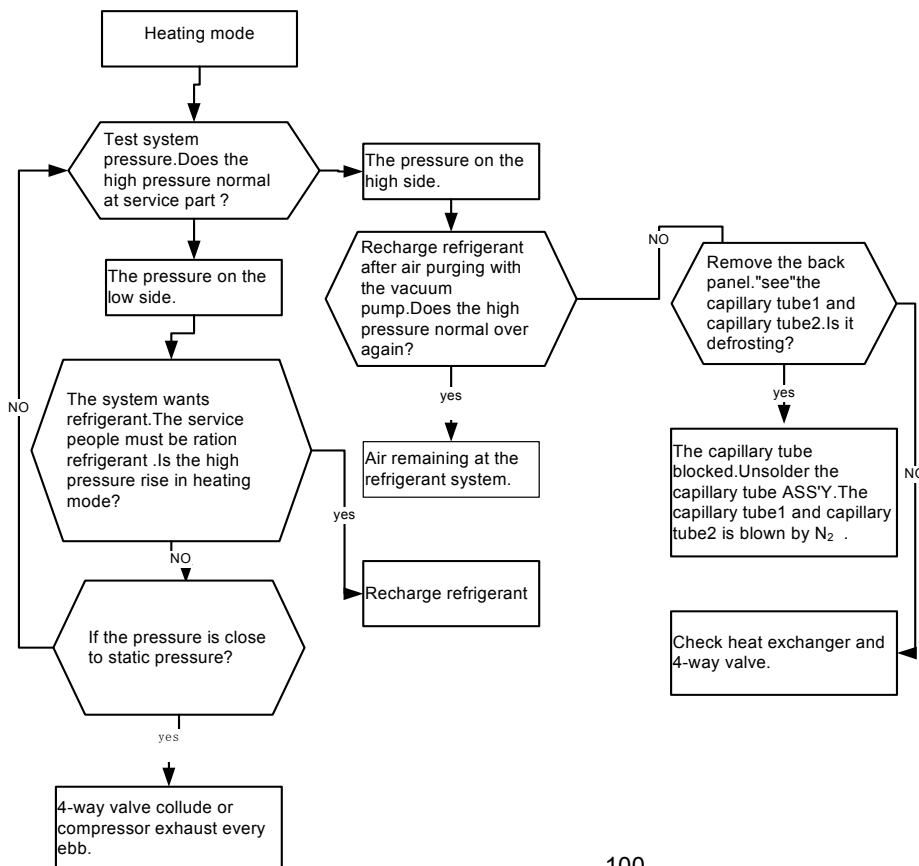 Heating mode
Test system
pressure.Does the
high pressure normal
at service part ?
The pressure on the
high side.
The pressure on the
low side.
Recharge refrigerant
after air purging with
the vacuum
pump.Does the high
pressure normal over
again?
NO
Remove the back
panel."see"the
capillary tube1 and
capillary tube2.Is it
defrosting?
NO
The system wants
refrigerant.The service
people must be ration
refrigerant .Is the high
pressure rise in heating
mode?
yes
yes
Air remaining at the
refrigerant system.
The capillary tube
blocked.Unsolder the
capillary tube ASS'Y.The
capillary tube1 and capillary
tube2 is blown by N₂ .
NO
yes
NO
Recharge refrigerant
If the pressure is close
to static pressure?
Check heat exchanger and
4-way valve.
yes
4-way valve collude or
compressor exhaust every
ebb.
100